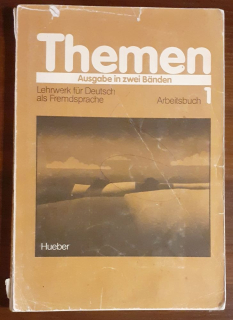 Themen
Ausgabe in zwei Bänden
Lehrwerk für Deutsch
als Fremdsprache
Arbeitsbuch 1
Hueber